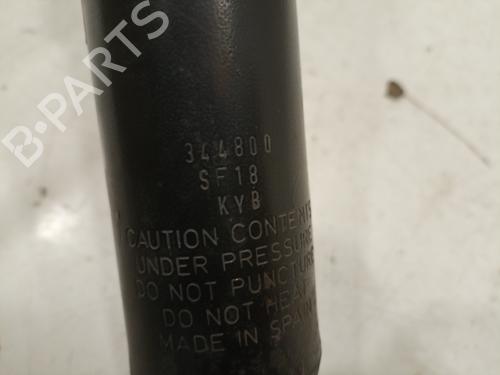 B-PARTS
344800
SF18
KYB
CAUTION CONTENTS
UNDER PRESSURE
DO NOT PUNCTURE
DO NOT HEAT
MADE IN SPAIN